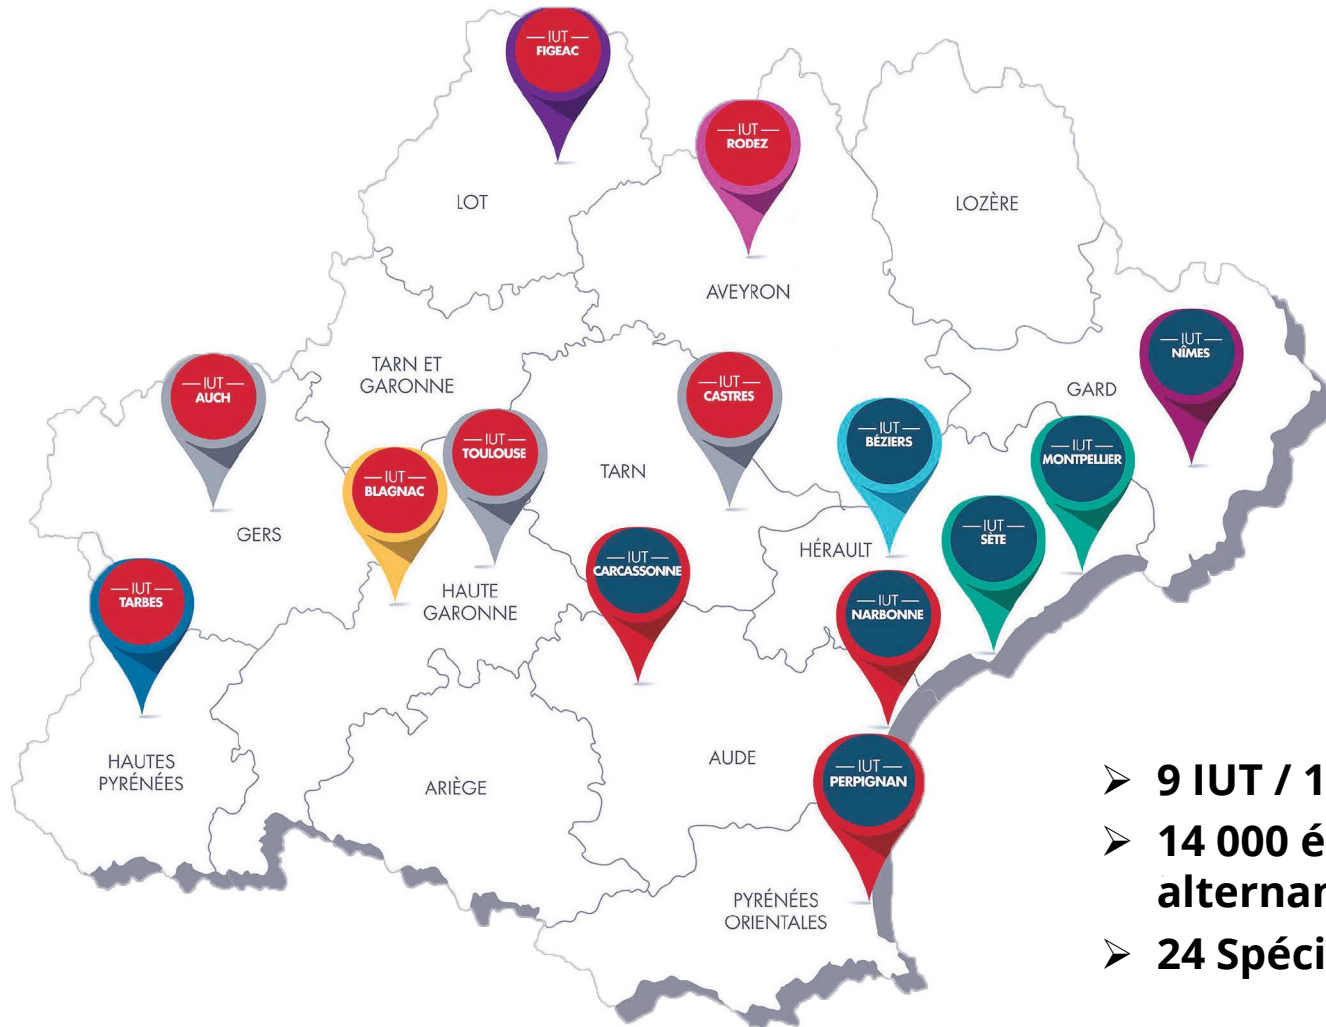 IUT
FIGEAC
IUT
RODEZ
LOT
LOZÈRE
AVEYRON
IUT
NÎMES
TARN ET
GARONNE
IUT
AUCH
IUT
CASTRES
GARD
IUT
TOULOUSE
IUT
BÉZIERS
IUT
MONTPELLIER
IUT
BLAGNAC
TARN
GERS
IUT
SÈTE
HÉRAULT
IUT
CARCASSONNE
IUT
TARBES
HAUTE
GARONNE
IUT
NARBONNE
HAUTES
PYRÉNÉES
ARIÈGE
AUDE
IUT
PERPIGNAN
PYRÉNÉES
ORIENTALES
➢ 9 IUT / 1
➢ 14 000 é
alternar
➢ 24 Spéci